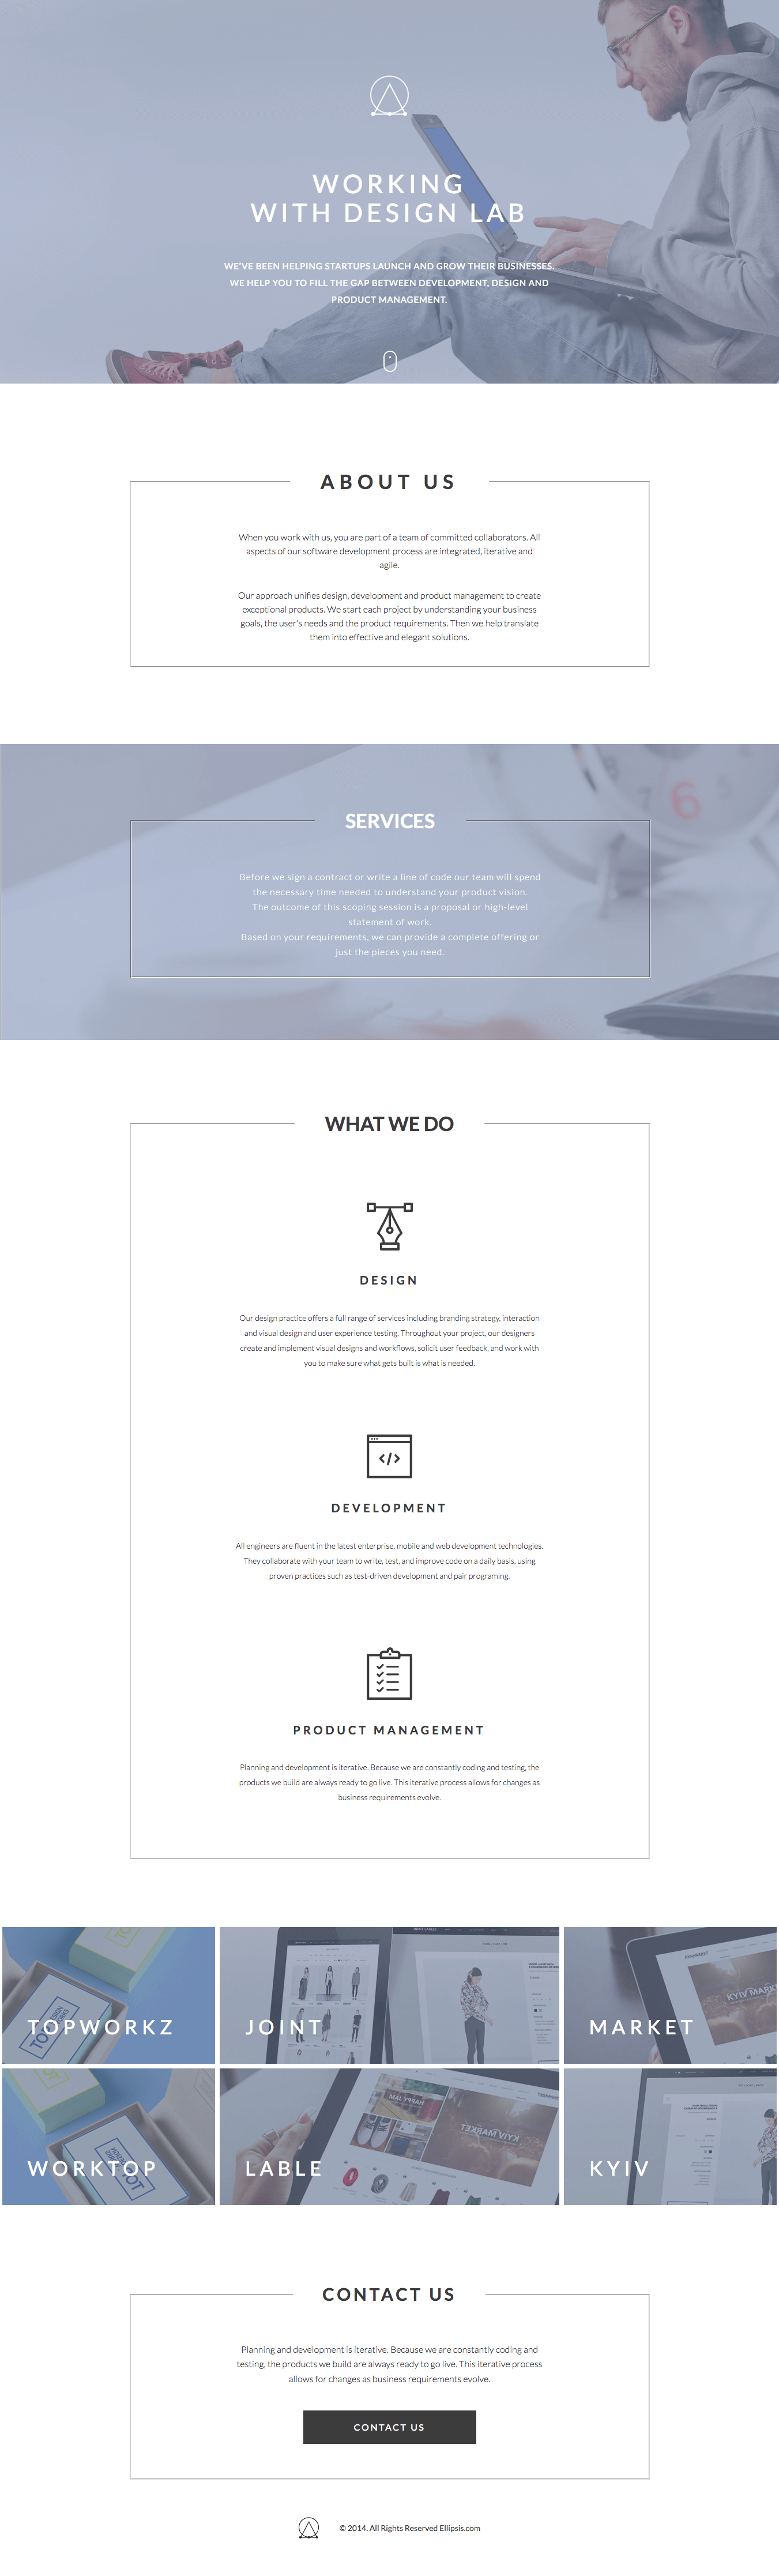 WORKING
WITH DESIGN LAB
WE'VE BEEN HELPING STARTUPS LAUNCH AND GROW THEIR BUSINESSES.
WE HELP YOU TO FILL THE GAP BETWEEN DEVELOPMENT, DESIGN AND
PRODUCT MANAGEMENT.
ABOUT US
When you work with us, you are part of a team of committed collaborators. All
aspects of our software development process are integrated, iterative and
agile.
Our approach unifies design, development and product management to create
exceptional products. We start each project by understanding your business
goals, the user's needs and the product requirements. Then we help translate
them into effective and elegant solutions.
6
SERVICES
Before we sign a contract or write a line of code our team will spend
the necessary time needed to understand your product vision.
The outcome of this scoping session is a proposal or high-level
statement of work.
Based on your requirements, we can provide a complete offering or
just the pieces you need.
WHAT WE DO
DESIGN
Our design practice offers a full range of services including branding strategy, interaction
and visual design and user experience testing. Throughout your project, our designers
create and implement visual designs and workflows, solicit user feedback, and work with
you to make sure what gets built is what is needed.
</>
DEVELOPMENT
All engineers are fluent in the latest enterprise, mobile and web development technologies.
They collaborate with your team to write, test, and improve code on a daily basis, using
proven practices such as test-driven development and pair programing.
PRODUCT MANAGEMENT
Planning and development is iterative. Because we are constantly coding and testing, the
products we build are always ready to go live. This iterative process allows for changes as
business requirements evolve.
TOPWORKZ
JOINT
MARKET
KYIV MARKET
WORKTOP
LABLE
KYIV
CONTACT US
Planning and development is iterative. Because we are constantly coding and
testing, the products we build are always ready to go live. This iterative process
allows for changes as business requirements evolve.
CONTACT US
© 2014. All Rights Reserved Ellipsis.com